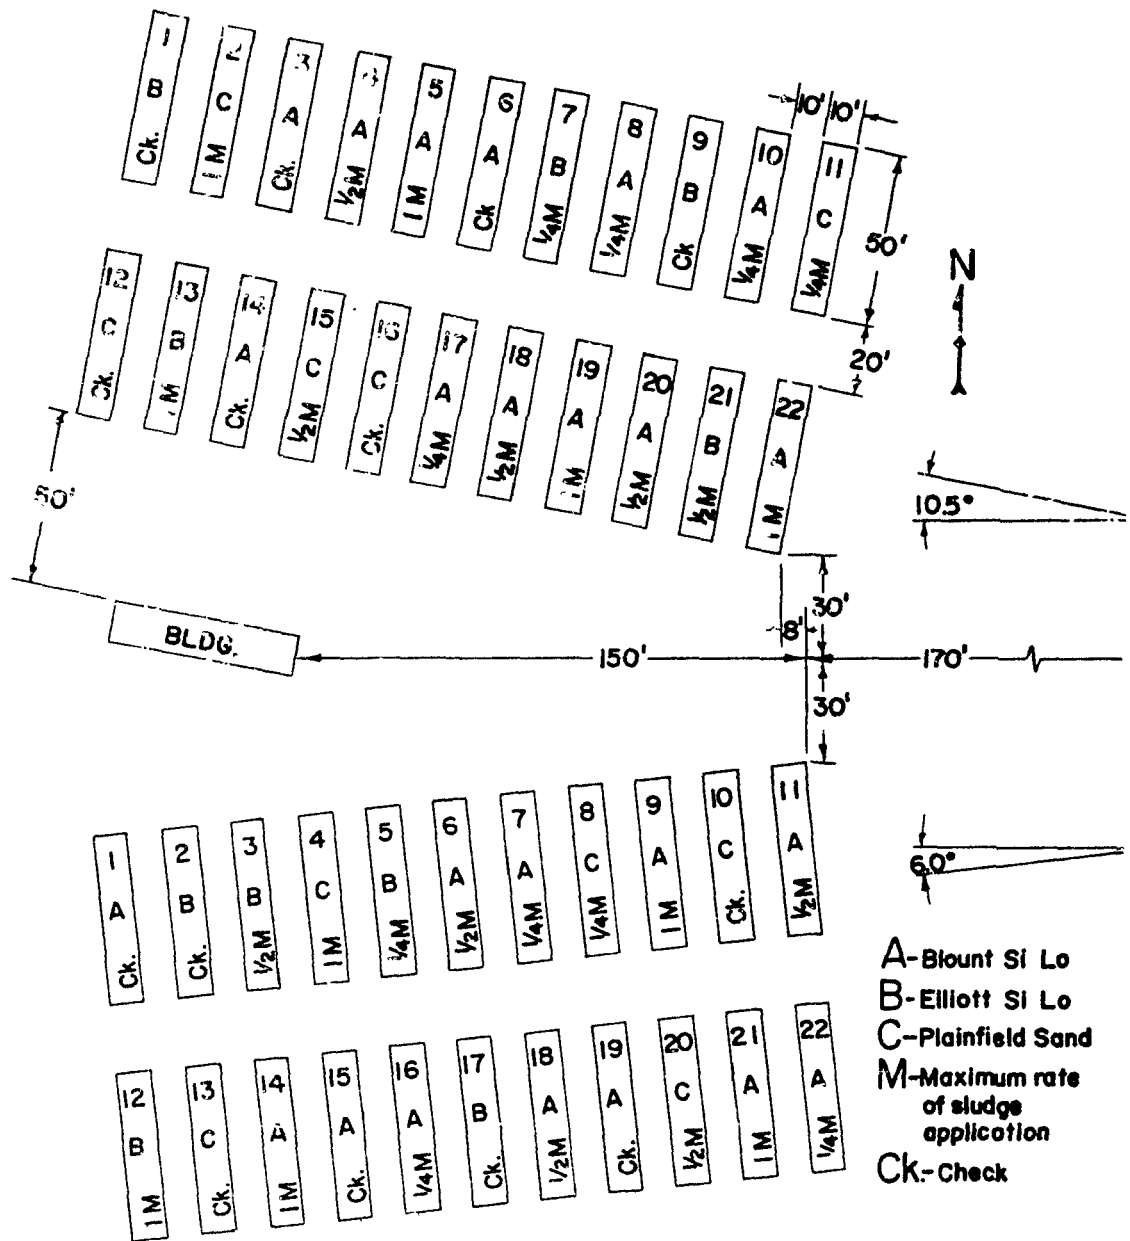 1 B Ck.
C M
3 A Ck.
A 1/2M
5 A 1M
6 A Ck
7 B 1/4M
8 A 1/4M
9 B Ck
10 A 1/4M
11 C 1/4M
10' 10'
50'
20'
N
12 C Ck.
13 B M
14 A Ck.
15 C 1/2M
16 C Ck.
17 A 1/4M
18 A 1/2M
19 A 1M
20 A 1/2M
21 B 1/2M
22 A M
10.5°
BLDG.
30'
8'
150'
170'
30'
1 A Ck.
2 B Ck.
3 B 1/2M
4 C 1M
5 B 1/4M
6 A 1/2M
7 A 1/4M
8 C 1/4M
9 A 1M
10 C Ck.
11 A 1/2M
6.0°
12 B 1M
13 C Ck.
14 A 1M
15 A Ck.
16 A 1/4M
17 B Ck.
18 A 1/2M
19 A Ck.
20 C 1/2M
21 A 1M
22 A 1/4M
A-Blount Si Lo
B-Elliott Si Lo
C-Plainfield Sand
M-Maximum rate
of sludge
application
Ck.-Check